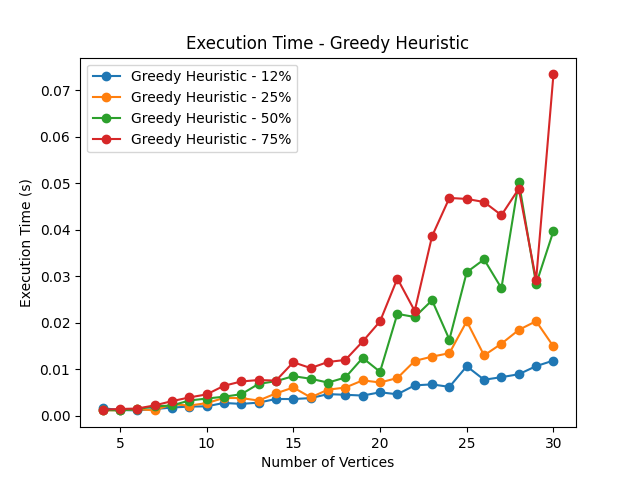 Execution Time - Greedy Heuristic
Greedy Heuristic - 12%
Greedy Heuristic - 25%
Greedy Heuristic - 50%
Greedy Heuristic - 75%
Execution Time (s)
0.07
0.06
0.05
0.04
0.03
0.02
0.01
0.00
5 10 15 20 25 30
Number of Vertices